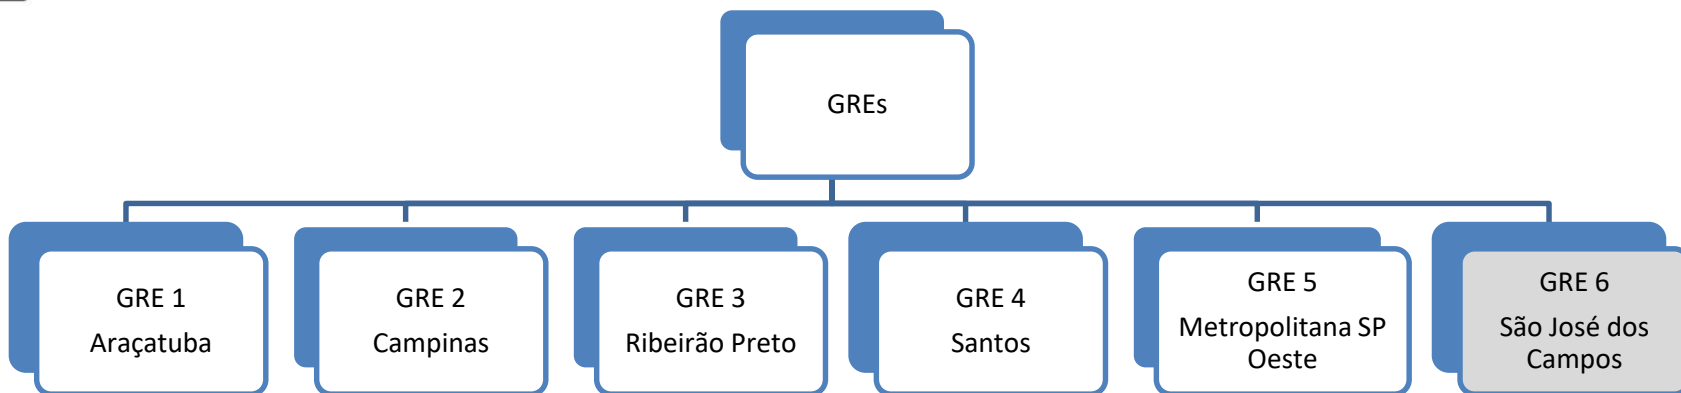 GREs
GRE 1
Araçatuba
GRE 2
Campinas
GRE 3
Ribeirão Preto
GRE 4
Santos
GRE 5
Metropolitana SP
Oeste
GRE 6
São José dos
Campos